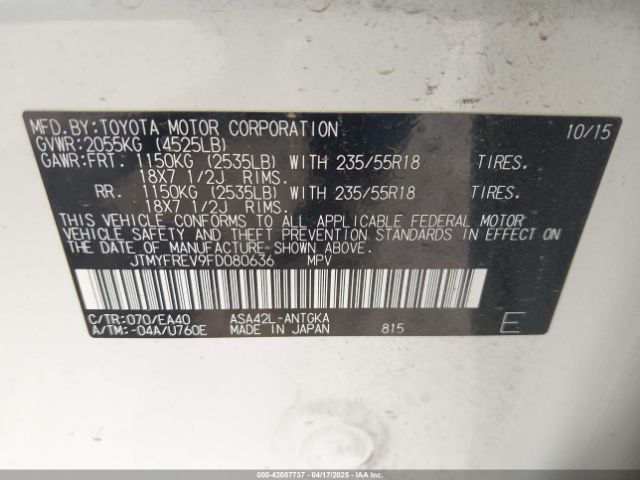 MFD.BY:TOYOTA MOTOR CORPORATION 10/15
GVWR:2055KG (4525LB)
GAWR:FRT. 1150KG (2535LB) WITH 235/55R18 TIRES.
18X7 1/2J RIMS.
RR. 1150KG (2535LB) WITH 235/55R18 TIRES.
18X7 1/2J RIMS.
THIS VEHICLE CONFORMS TO ALL APPLICABLE FEDERAL MOTOR
VEHICLE SAFETY AND THEFT PREVENTION STANDARDS IN EFFECT ON
THE DATE OF MANUFACTURE SHOWN ABOVE.
JTMYFREV9FD080636 MPV
C/TR:070/EA40 ASA42L-ANTGKA
A/TM:-04A/U760E MADE IN JAPAN 815 E
000-42057737 - 04/17/2025 - IAA Inc.